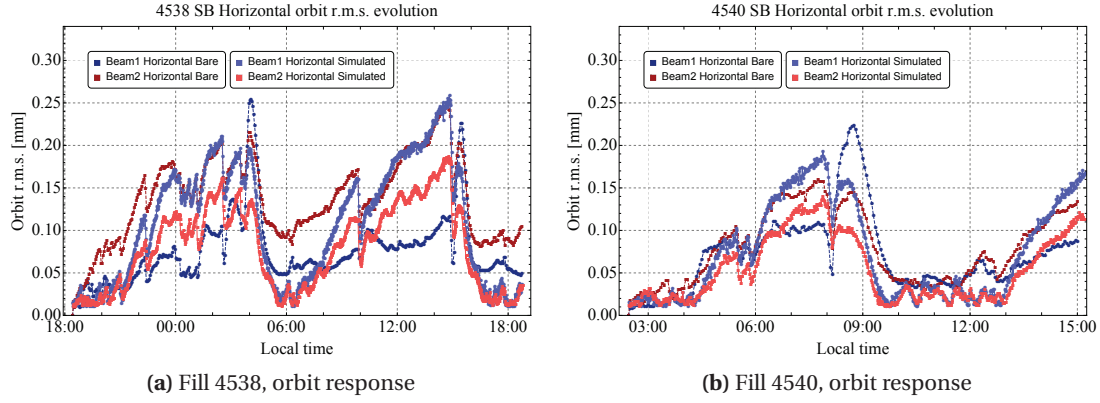 4538 SB Horizontal orbit r.m.s. evolution
Beam1 Horizontal Bare
Beam2 Horizontal Bare
Beam1 Horizontal Simulated
Beam2 Horizontal Simulated
Orbit r.m.s. [mm]
0.30
0.25
0.20
0.15
0.10
0.05
0.00
18:00
00:00
06:00
12:00
18:00
Local time
(a) Fill 4538, orbit response
4540 SB Horizontal orbit r.m.s. evolution
Beam1 Horizontal Bare
Beam2 Horizontal Bare
Beam1 Horizontal Simulated
Beam2 Horizontal Simulated
Orbit r.m.s. [mm]
0.30
0.25
0.20
0.15
0.10
0.05
0.00
03:00
06:00
09:00
12:00
15:00
Local time
(b) Fill 4540, orbit response